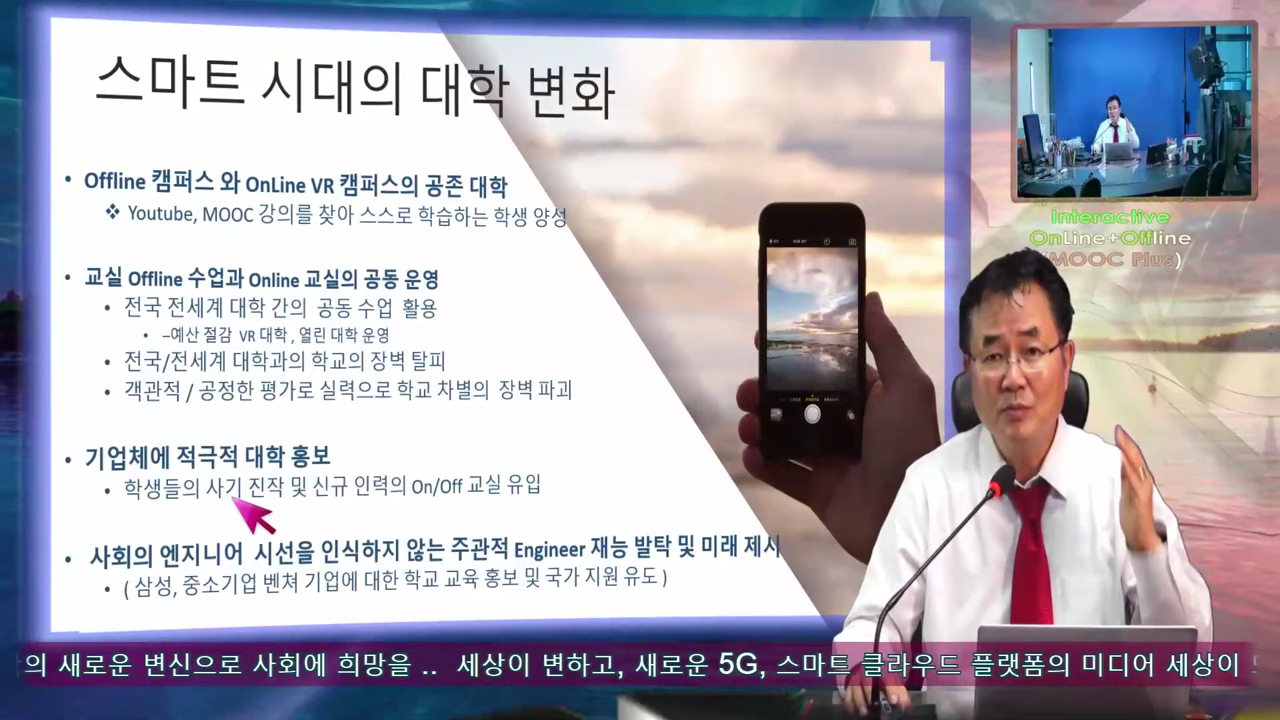 스마트 시대의 대학 변화
• Offline 캠퍼스 와 OnLine VR 캠퍼스의 공존 대학
❖ Youtube, MOOC 강의를 찾아 스스로 학습하는 학생 양성
• 교실 Offline 수업과 Online 교실의 공동 운영
• 전국 전세계 대학 간의 공동 수업 활용
• –예산 절감 VR 대학 , 열린 대학 운영
• 전국/전세계 대학과의 학교의 장벽 탈피
• 객관적 / 공정한 평가로 실력으로 학교 차별의 장벽 파괴
• 기업체에 적극적 대학 홍보
• 학생들의 사기 진작 및 신규 인력의 On/Off 교실 유입
• 사회의 엔지니어 시선을 인식하지 않는 주관적 Engineer 재능 발탁 및 미래 제시
• ( 삼성, 중소기업 벤쳐 기업에 대한 학교 교육 홍보 및 국가 지원 유도 )
Interactive
OnLine+Offline
(MOOC Plus)
의 새로운 변신으로 사회에 희망을 .. 세상이 변하고, 새로운 5G, 스마트 클라우드 플랫폼의 미디어 세상이